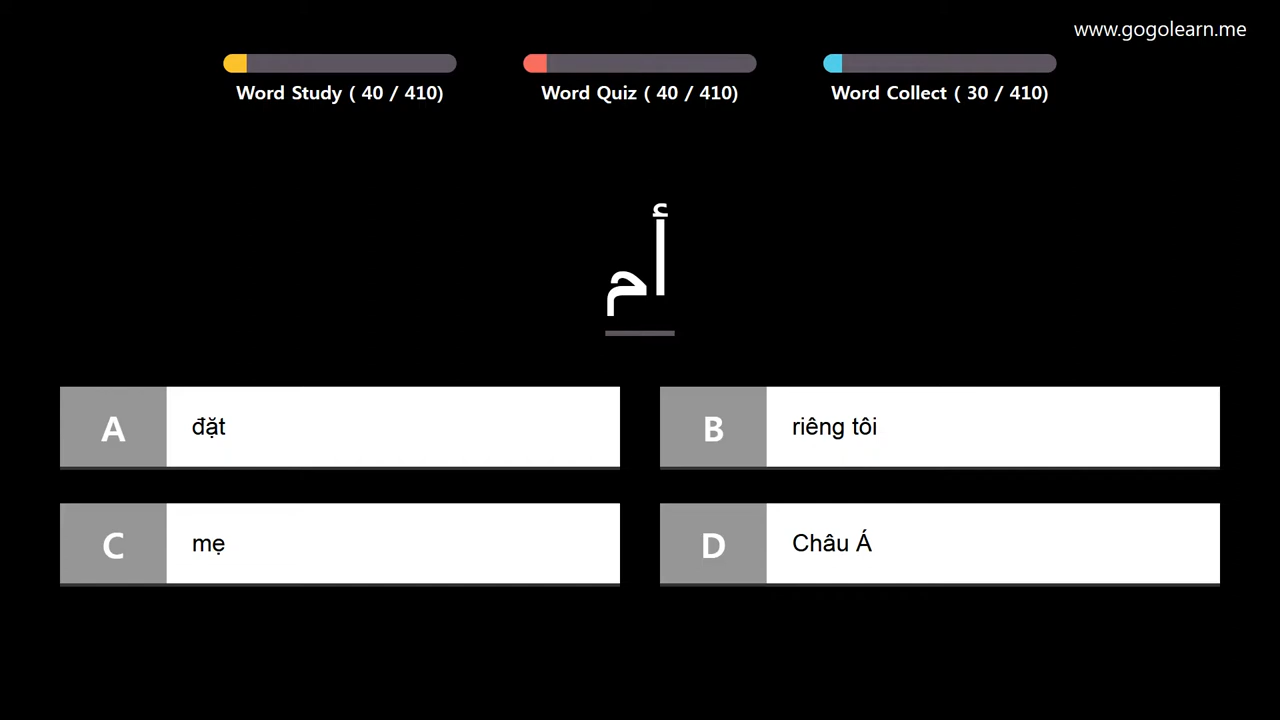 www.gogolearn.me
Word Study ( 40 / 410)
Word Quiz ( 40 / 410)
Word Collect ( 30 / 410)
أم
A đặt
B riêng tôi
C mẹ
D Châu Á